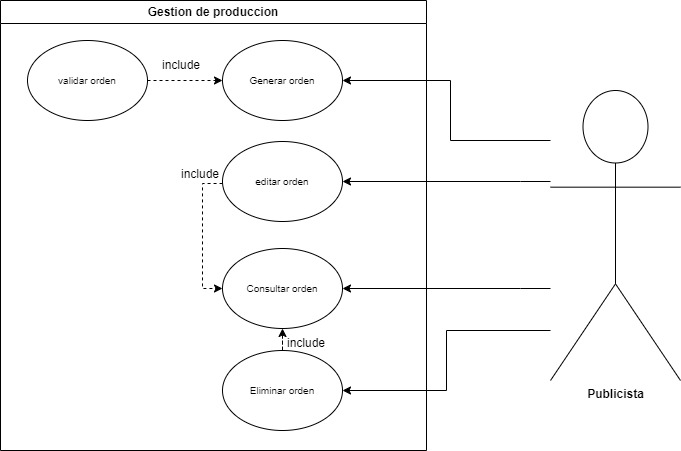 Gestion de produccion
validar orden
include
Generar orden
include
editar orden
Consultar orden
include
Eliminar orden
Publicista